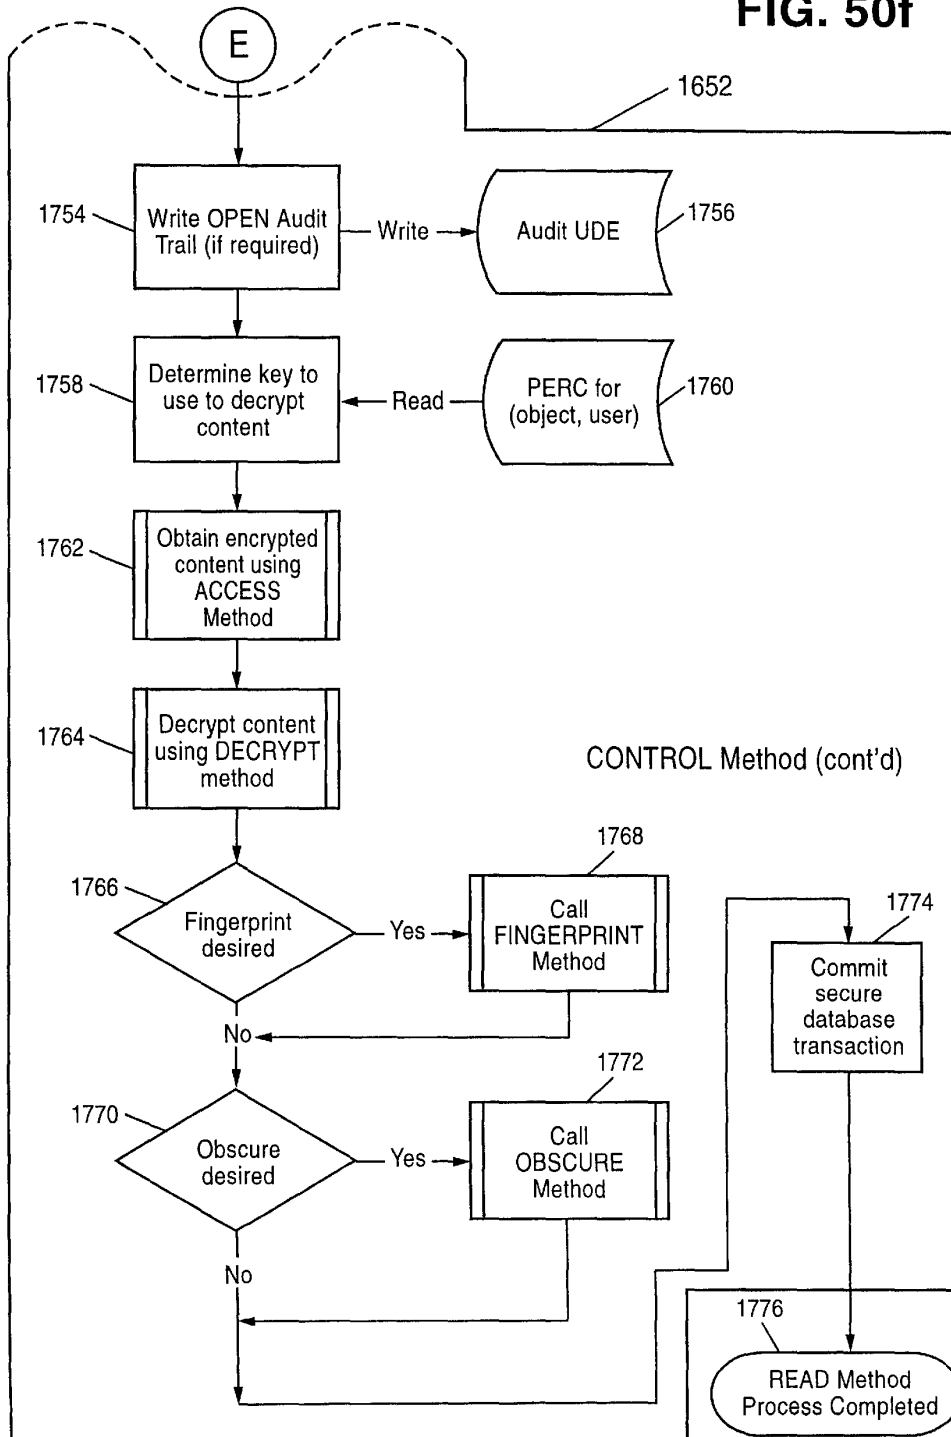 FIG. 50f
E
1652
1754
Write OPEN Audit
Trail (if required)
Write
Audit UDE
1756
1758
Determine key to
use to decrypt
content
Read
PERC for
(object, user)
1760
1762
Obtain encrypted
content using
ACCESS
Method
1764
Decrypt content
using DECRYPT
method
CONTROL Method (cont'd)
1766
Fingerprint
desired
Yes
1768
Call
FINGERPRINT
Method
1774
Commit
secure
database
transaction
No
1770
Obscure
desired
Yes
1772
Call
OBSCURE
Method
No
1776
READ Method
Process Completed